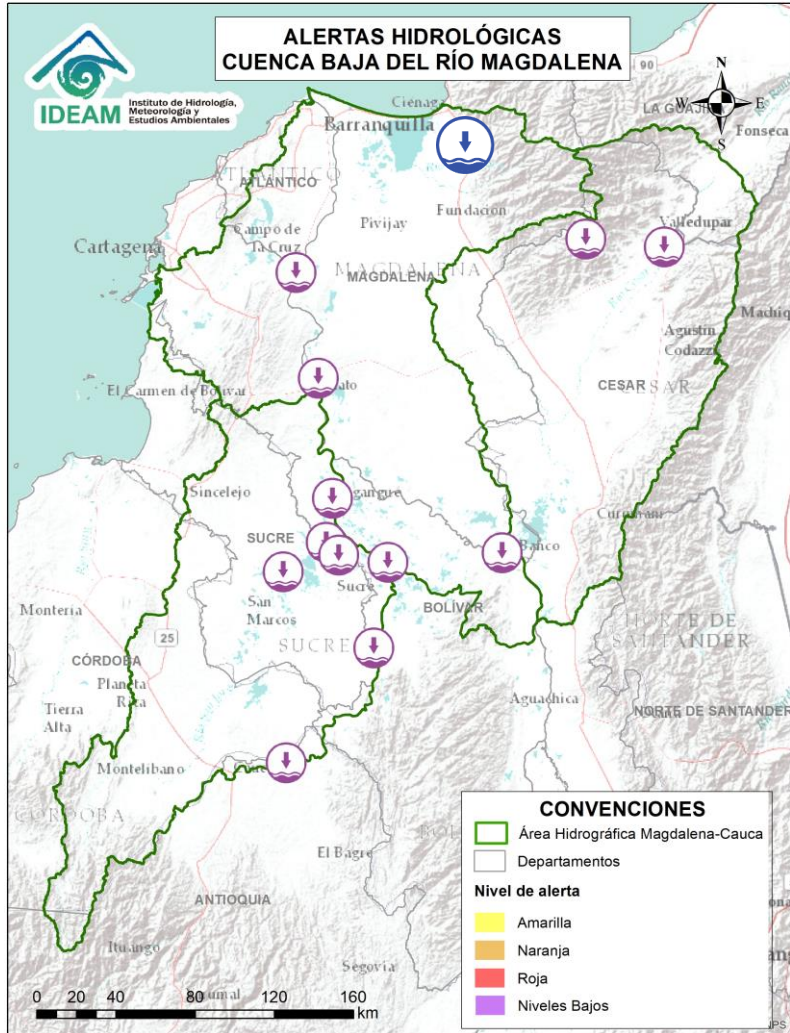 ALERTAS HIDROLÓGICAS
CUENCA BAJA DEL RÍO MAGDALENA
IDEAM
Instituto de Hidrología,
Meteorología y
Estudios Ambientales
N
W E
S
90
LA GUAJIRA
Fonseca
Ciénaga
Barranquilla
ATLÁNTICO
ATLÁNTICO
Pivijay
Fundación
Valledupar
Campo de
la Cruz
Cartagena
MAGDALENA
MAGDALENA
Agustín
Codazzi
El Carmen de Bolívar
CESAR
CESAR
Sincelejo
SUCRE
Sucre
Banco
San
Marcos
BOLÍVAR
Montería
SUCRE
NORTE DE
SANTANDER
25
CÓRDOBA
Planeta
Rica
Tierra
Alta
Aguachica
NORTE DE SANTANDER
Montelíbano
CÓRDOBA
El Bagre
ANTIOQUIA
Ituango
Segovia
0 20 40 80 120 160
km
CONVENCIONES
Área Hidrográfica Magdalena-Cauca
Departamentos
Nivel de alerta
Amarilla
Naranja
Roja
Niveles Bajos